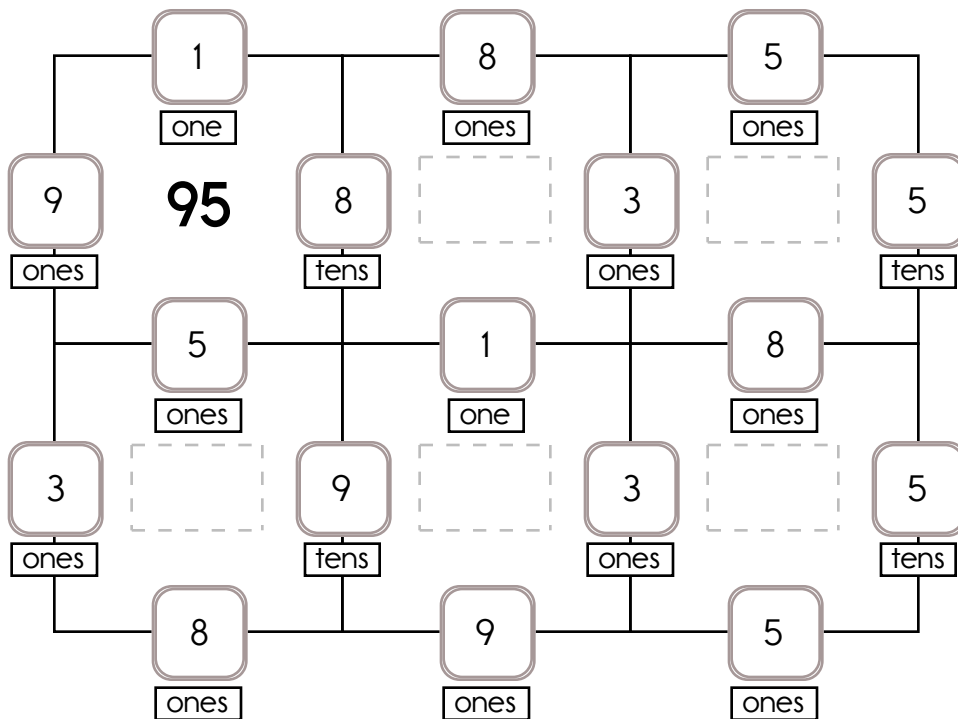 1 8 5
one ones ones
9 95 8 3 5
ones tens ones tens
5 1 8
ones one ones
3 9 3 5
ones tens ones tens
8 9 5
ones ones ones